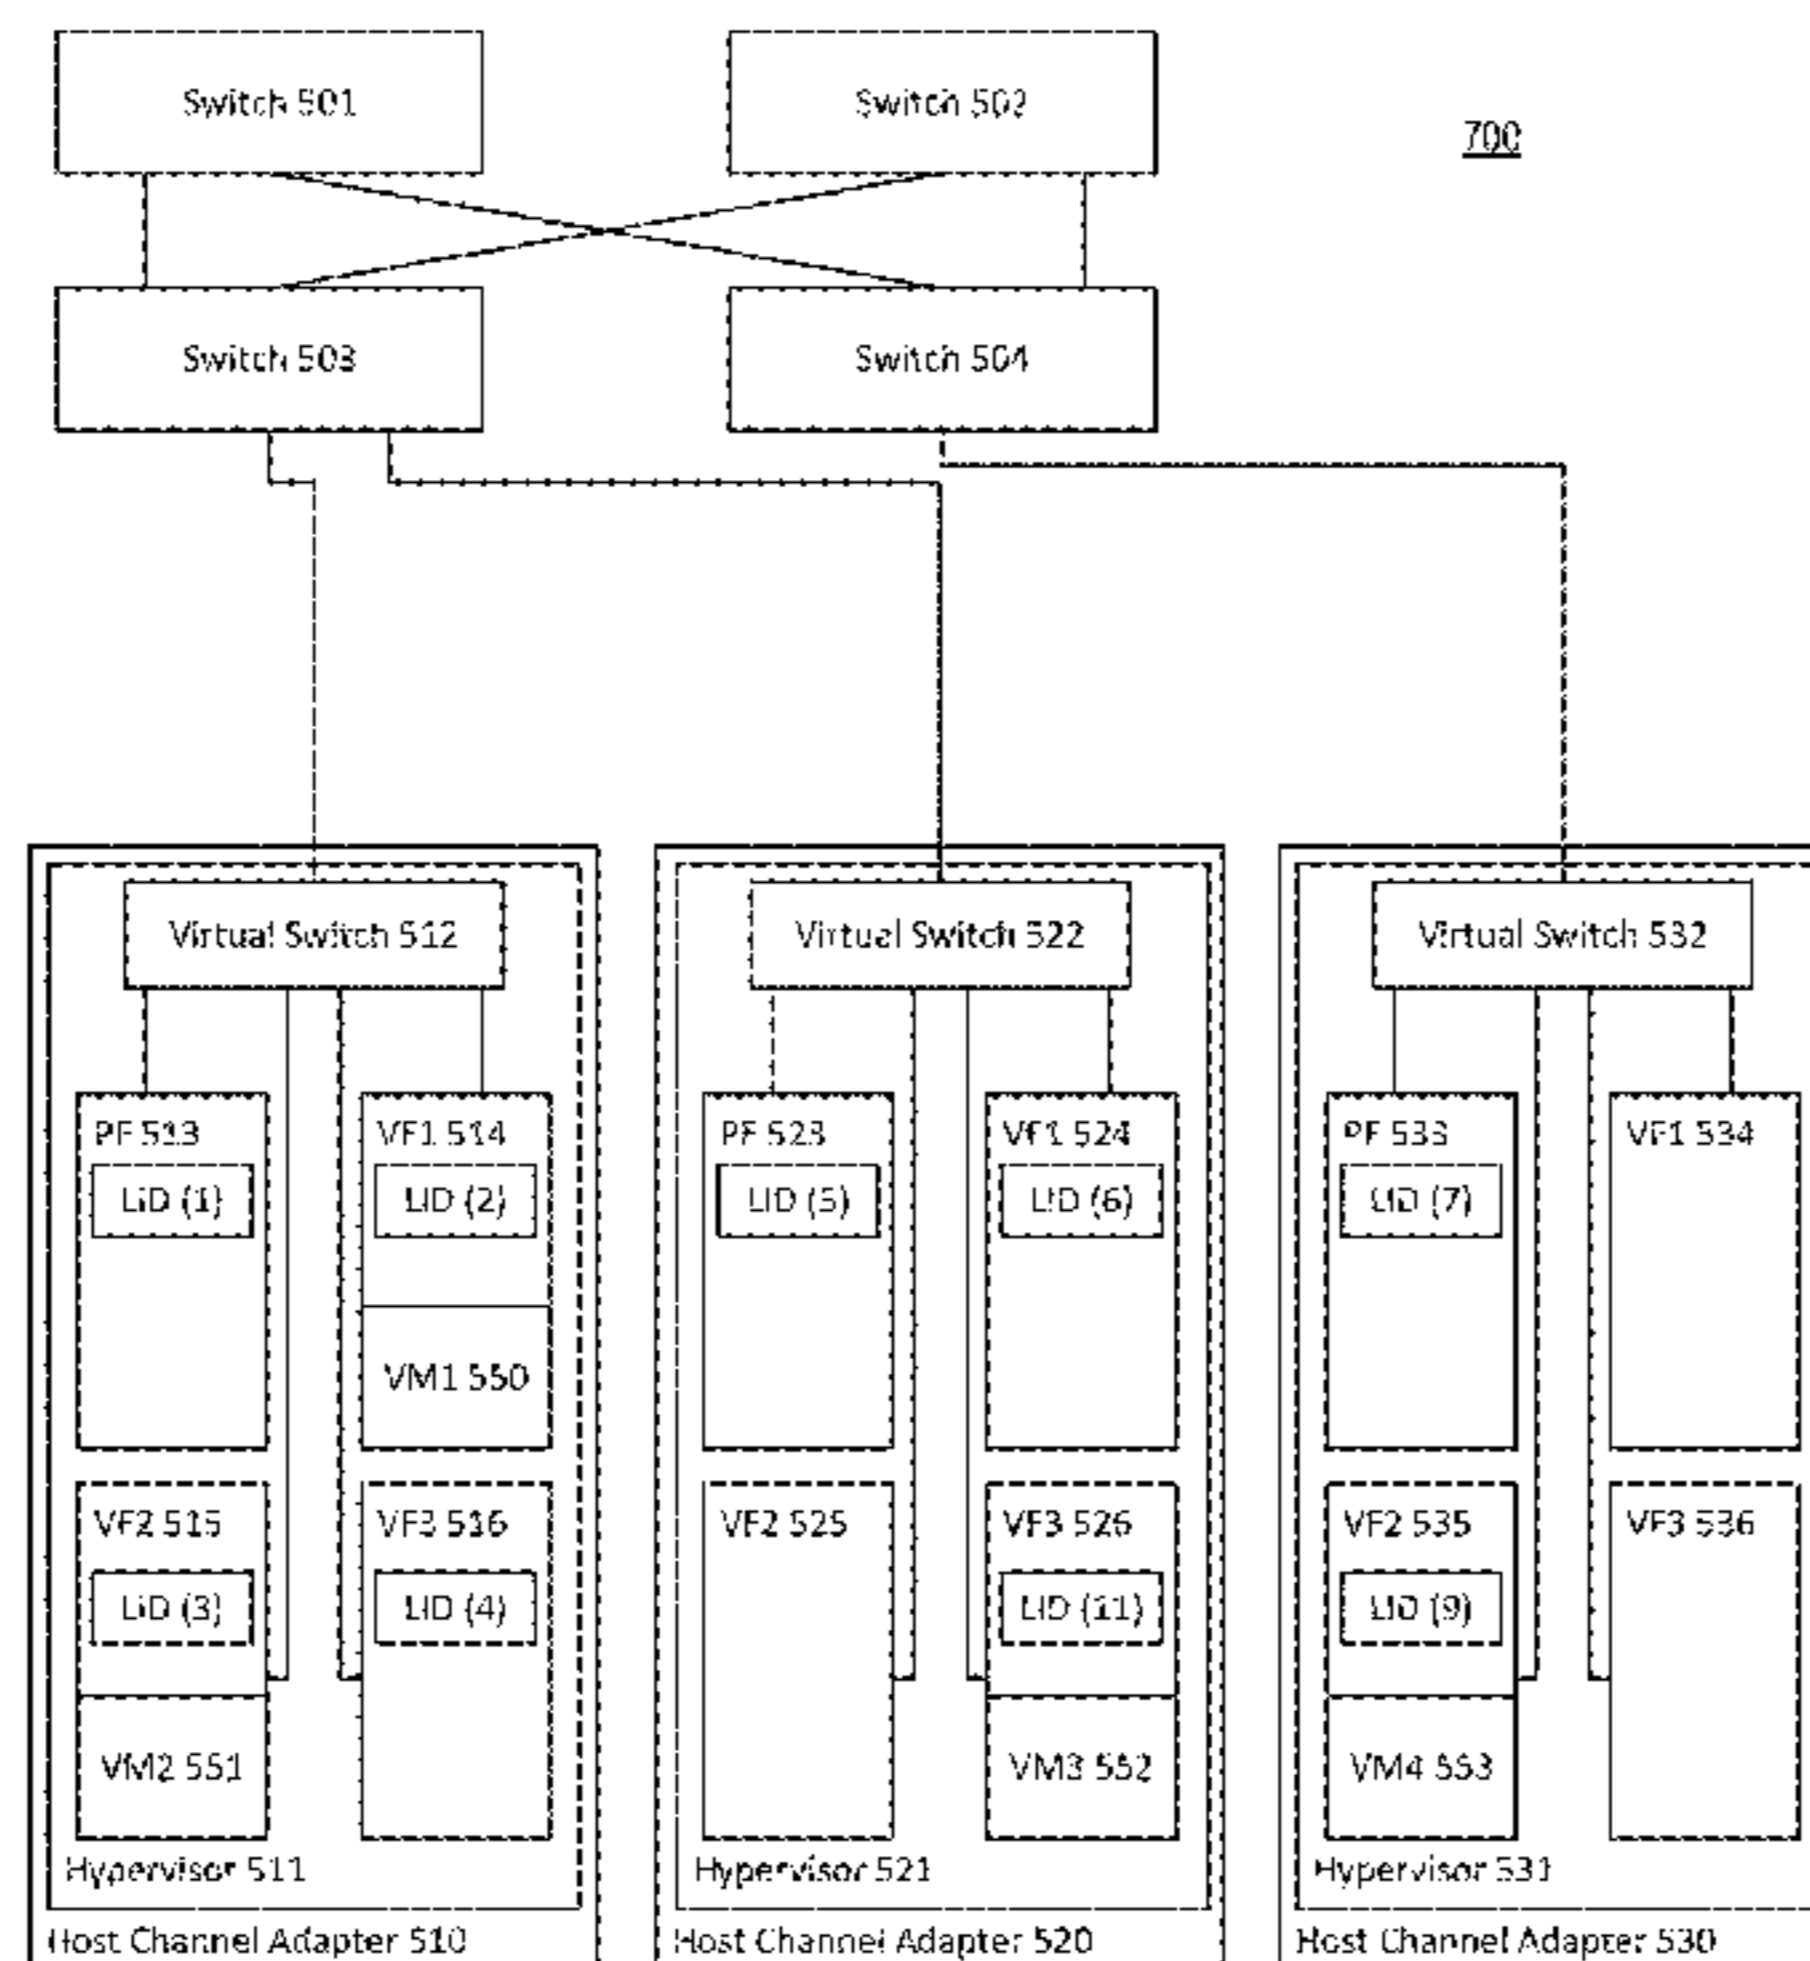 Switch 501
Switch 502
700
Switch 503
Switch 504
Virtual Switch 512
Virtual Switch 522
Virtual Switch 532
PF 513
LID (1)
VF1 514
LID (2)
VM1 550
PF 523
LID (5)
VF1 524
LID (6)
PF 533
LID (7)
VF1 534
VF2 515
LID (3)
VM2 551
VF3 516
LID (4)
VF2 525
VF3 526
LID (11)
VM3 552
VF2 535
LID (9)
VM4 553
VF3 536
Hypervisor 511
Hypervisor 521
Hypervisor 531
Host Channel Adapter 510
Host Channel Adapter 520
Host Channel Adapter 530